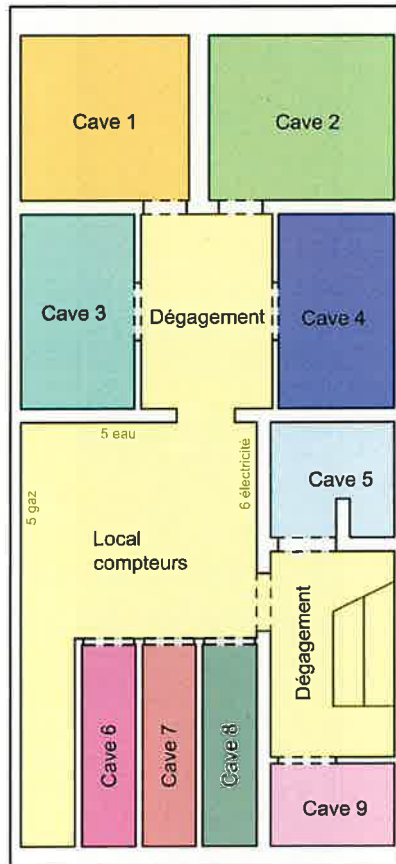 Cave 1
Cave 2
Cave 3
Dégagement
Cave 4
5 eau
6 électricité
5 gaz
Cave 5
Local
compteurs
Dégagement
Cave 6
Cave 7
Cave 8
Cave 9